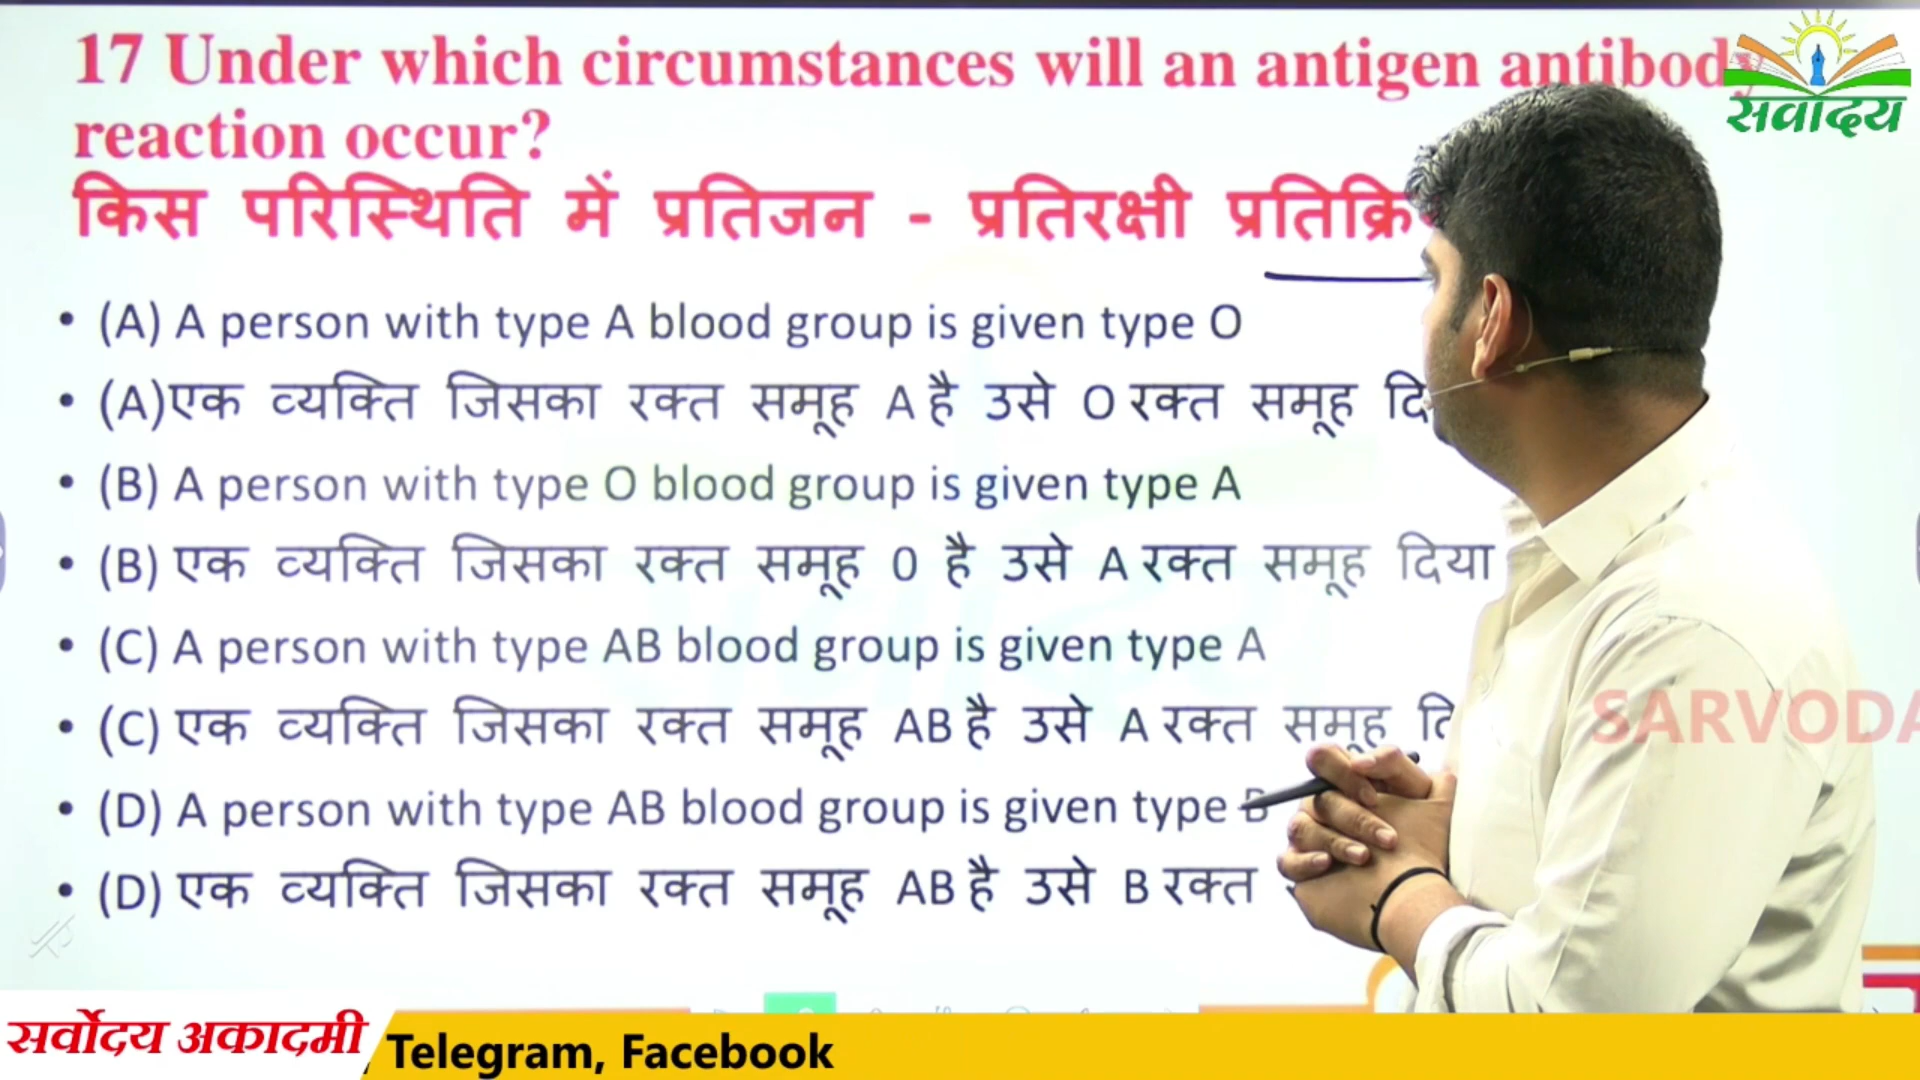 17 Under which circumstances will an antigen antibody
reaction occur?
किस परिस्थिति में प्रतिजन - प्रतिरक्षी
सर्वोदय
• (A) A person with type A blood group is given type O
• (A)एक व्यक्ति जिसका रक्त समूह A है उसे O रक्त समूह
• (B) A person with type O blood group is given type A
• (B) एक व्यक्ति जिसका रक्त समूह 0 है उसे A रक्त समूह दिया
• (C) A person with type AB blood group is given type A
• (C) एक व्यक्ति जिसका रक्त समूह AB है उसे A रक्त समूह
• (D) A person with type AB blood group is given type B
• (D) एक व्यक्ति जिसका रक्त समूह AB है उसे B रक्त
सर्वोदय अकादमी
Telegram, Facebook